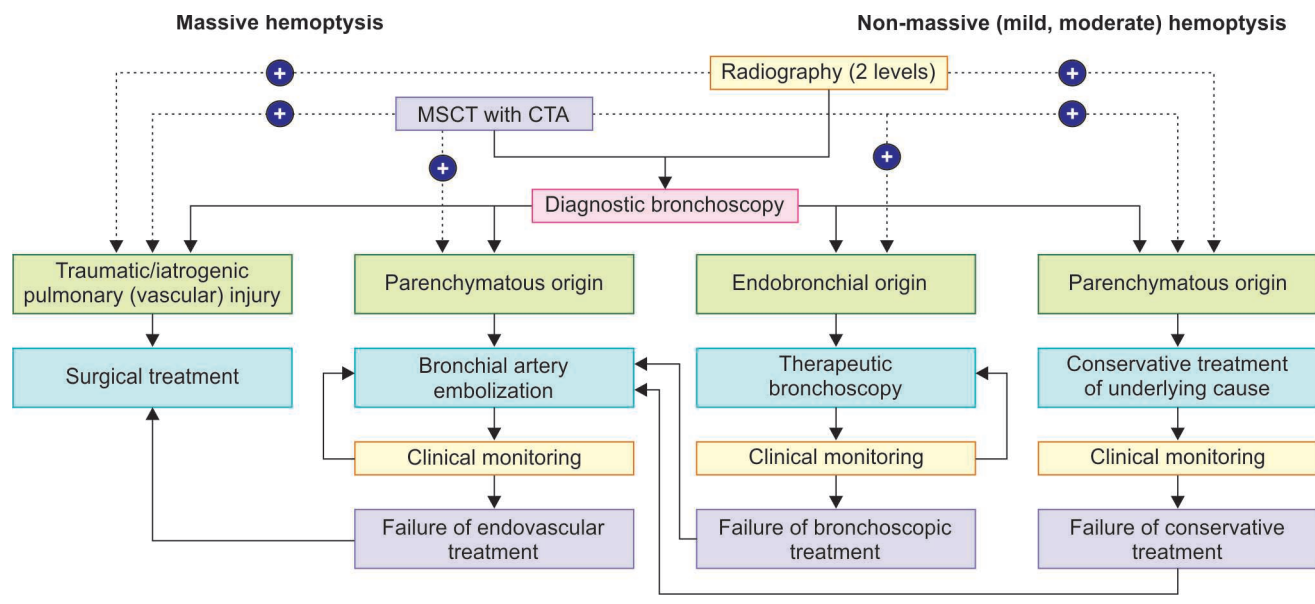 Massive hemoptysis
Non-massive (mild, moderate) hemoptysis
+
Radiography (2 levels)
+
+
MSCT with CTA
+
+
+
Diagnostic bronchoscopy
Traumatic/iatrogenic
pulmonary (vascular) injury
Parenchymatous origin
Endobronchial origin
Parenchymatous origin
Surgical treatment
Bronchial artery
embolization
Therapeutic
bronchoscopy
Conservative treatment
of underlying cause
Clinical monitoring
Clinical monitoring
Clinical monitoring
Failure of endovascular
treatment
Failure of bronchoscopic
treatment
Failure of conservative
treatment